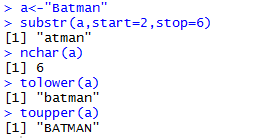 > a<-"Batman"
> substr(a,start=2,stop=6)
[1] "atman"
> nchar(a)
[1] 6
> tolower(a)
[1] "batman"
> toupper(a)
[1] "BATMAN"